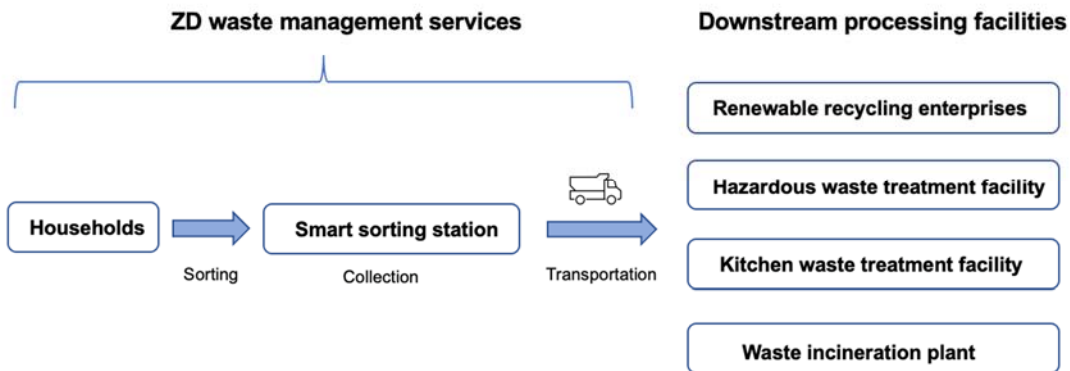 ZD waste management services
Downstream processing facilities
Renewable recycling enterprises
Hazardous waste treatment facility
Households
Smart sorting station
Sorting
Collection
Transportation
Kitchen waste treatment facility
Waste incineration plant